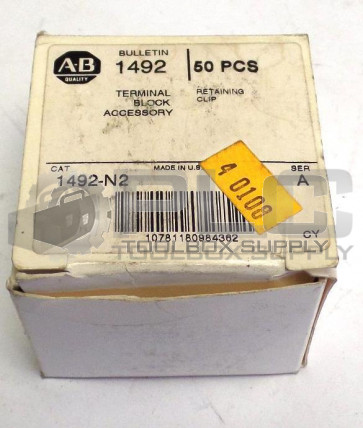 A-B
QUALITY
BULLETIN
1492
50 PCS
TERMINAL
BLOCK
ACCESSORY
RETAINING
CLIP
CAT
MADE IN U.S.
SER
1492-N2
A
4 0100
10781180984362
CY
PLC
TOOLBOX SUPPLY